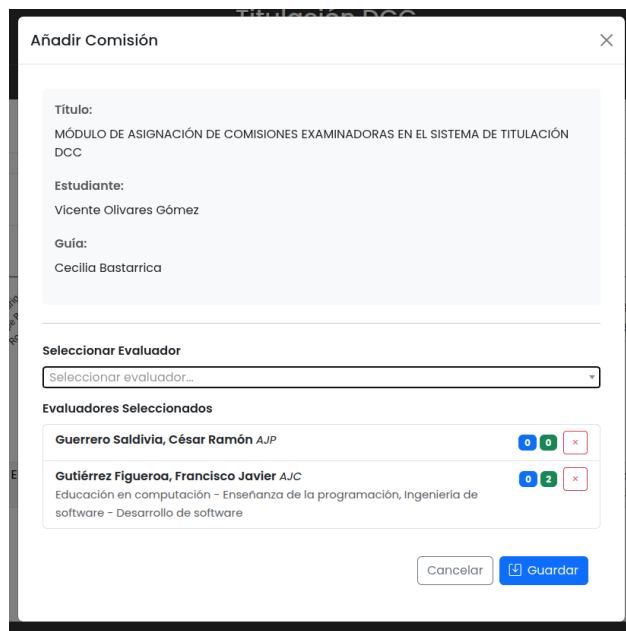 Titulación DCC
Añadir Comisión
Título:
MÓDULO DE ASIGNACIÓN DE COMISIONES EXAMINADORAS EN EL SISTEMA DE TITULACIÓN
DCC
Estudiante:
Vicente Olivares Gómez
Guía:
Cecilia Bastarrica
Seleccionar Evaluador
Seleccionar evaluador...
Evaluadores Seleccionados
Guerrero Saldivia, César Ramón AJP 0 0 ×
Gutiérrez Figueroa, Francisco Javier AJC 0 2 ×
Educación en computación - Enseñanza de la programación, Ingeniería de
software - Desarrollo de software
Cancelar Guardar